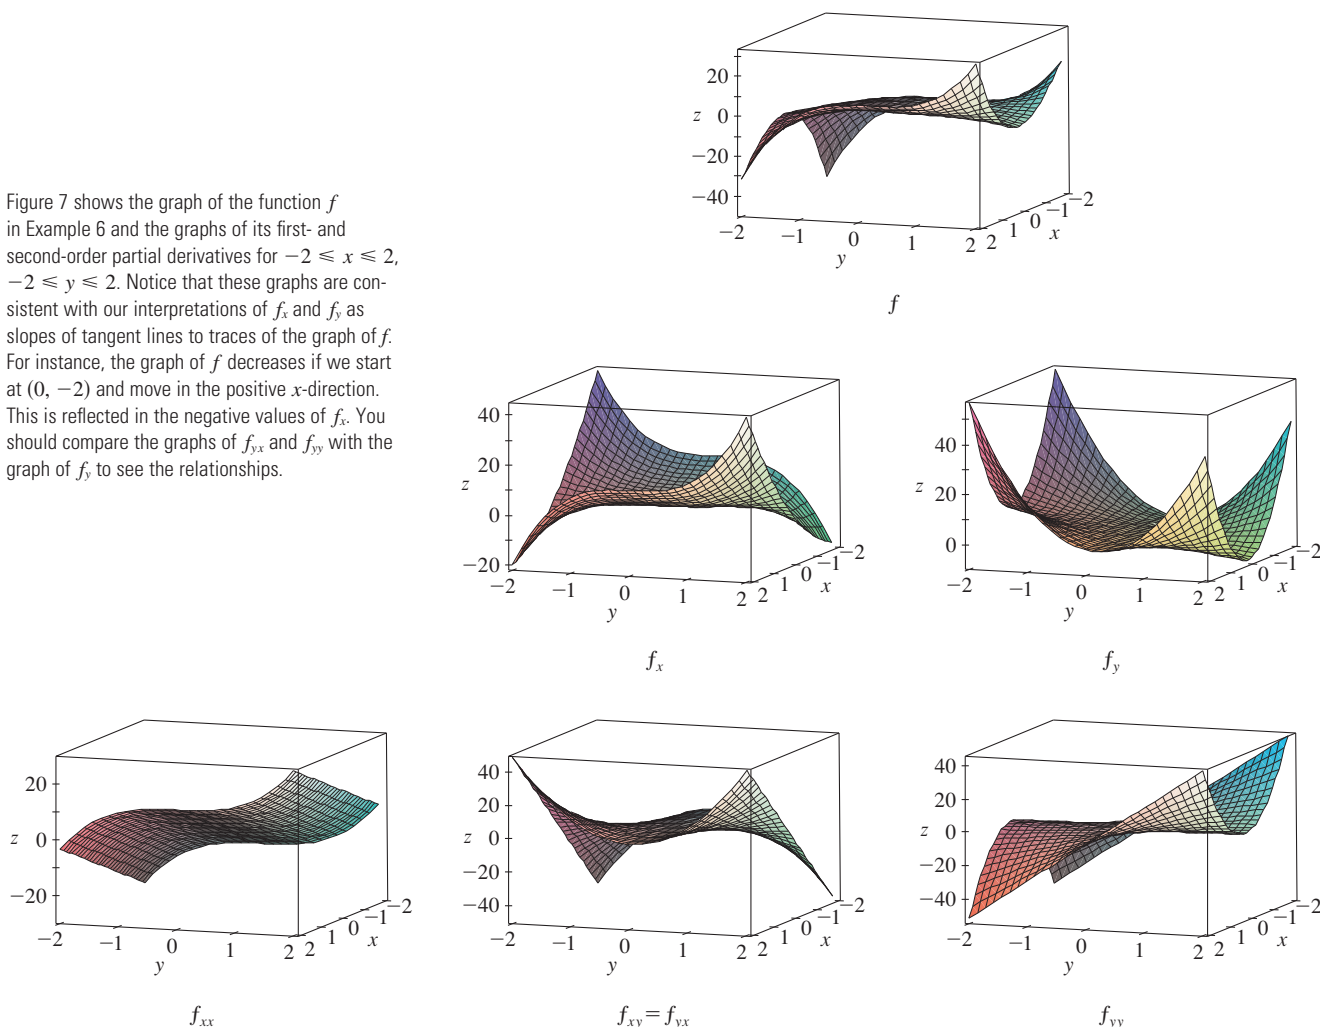 Figure 7 shows the graph of the function f
in Example 6 and the graphs of its first- and
second-order partial derivatives for −2 ≤ x ≤ 2,
−2 ≤ y ≤ 2. Notice that these graphs are con-
sistent with our interpretations of fₓ and f_y as
slopes of tangent lines to traces of the graph of f.
For instance, the graph of f decreases if we start
at (0, −2) and move in the positive x-direction.
This is reflected in the negative values of fₓ. You
should compare the graphs of f_yx and f_yy with the
graph of f_y to see the relationships.
20
z 0
−20
−40
−2 −1 0 1 2 2 1 0 −1 −2
y x
f
40
20
z
0
−20
−2 −1 0 1 2 2 1 0 −1 −2
y x
fₓ
40
z 20
0
−2 −1 0 1 2 2 1 0 −1 −2
y x
f_y
20
z 0
−20
−2 −1 0 1 2 2 1 0 −1 −2
y x
f_xx
40
20
z 0
−20
−40
−2 −1 0 1 2 2 1 0 −1 −2
y x
f_xy = f_yx
40
20
z 0
−20
−40
−2 −1 0 1 2 2 1 0 −1 −2
y x
f_yy